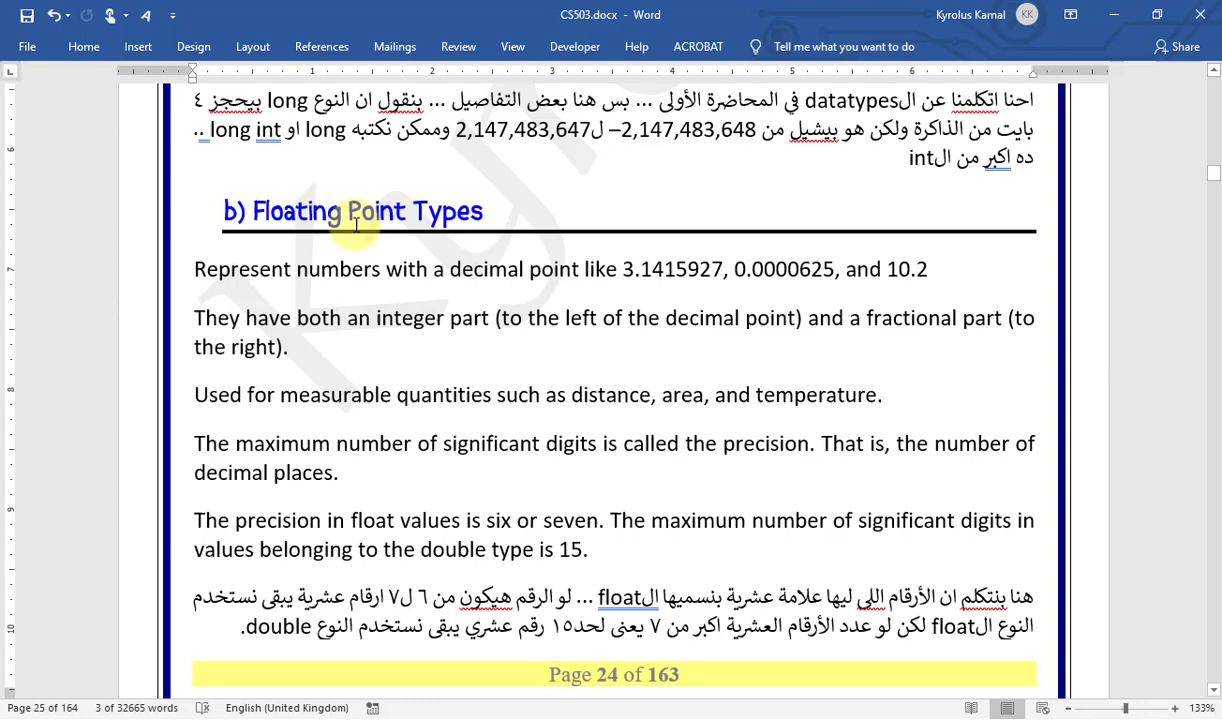 CS503.docx - Word
Kyrolus Kamal
KK
File Home Insert Design Layout References Mailings Review View Developer Help ACROBAT Tell me what you want to do Share
احنا اتكلمنا عن الdatatypes في المحاضرة الأولى ... بس هنا بعض التفاصيل ... بنقول ان النوع long بيحجز ٤
بايت من الذاكرة ولكن هو بيشيل من 2,147,483,648– ل2,147,483,647 وممكن نكتبه long او long int ..
ده اكبر من الint
b) Floating Point Types
Represent numbers with a decimal point like 3.1415927, 0.0000625, and 10.2
They have both an integer part (to the left of the decimal point) and a fractional part (to
the right).
Used for measurable quantities such as distance, area, and temperature.
The maximum number of significant digits is called the precision. That is, the number of
decimal places.
The precision in float values is six or seven. The maximum number of significant digits in
values belonging to the double type is 15.
هنا بنتكلم ان الأرقام اللي ليها علامة عشرية بنسميها الfloat ... لو الرقم هيكون من ٦ ل٧ ارقام عشرية يبقى نستخدم
النوع الfloat لكن لو عدد الأرقام العشرية اكبر من ٧ يعنى لحد١٥ رقم عشري يبقى نستخدم النوع double.
Page 24 of 163
Page 25 of 164 3 of 32665 words English (United Kingdom) 133%